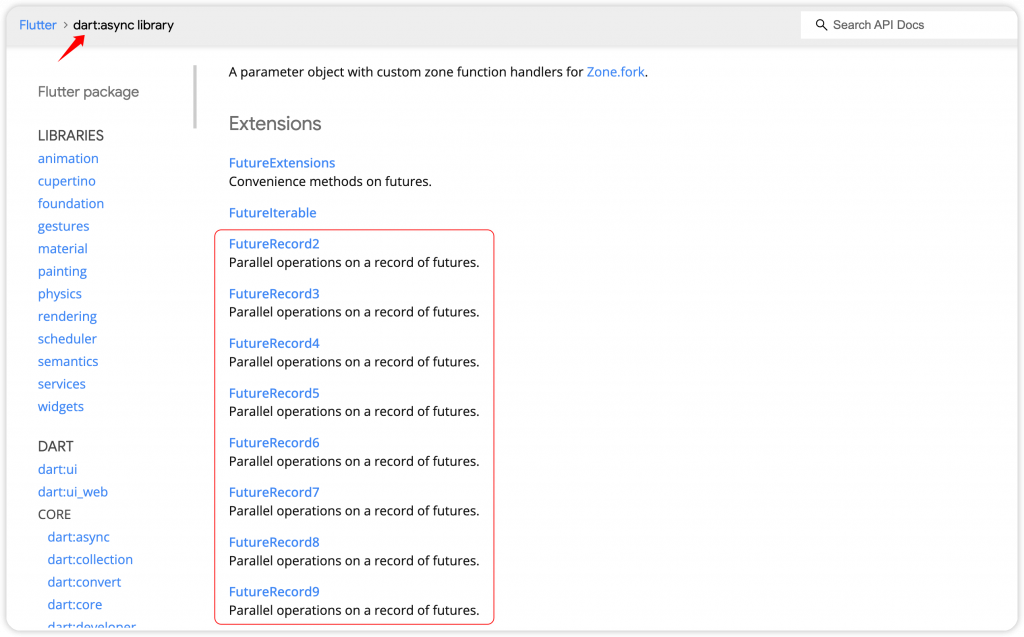 Flutter > dart:async library
Search API Docs
Flutter package
LIBRARIES
animation
cupertino
foundation
gestures
material
painting
physics
rendering
scheduler
semantics
services
widgets
DART
dart:ui
dart:ui_web
CORE
dart:async
dart:collection
dart:convert
dart:core
dart:developer
A parameter object with custom zone function handlers for Zone.fork.
Extensions
FutureExtensions
Convenience methods on futures.
FutureIterable
FutureRecord2
Parallel operations on a record of futures.
FutureRecord3
Parallel operations on a record of futures.
FutureRecord4
Parallel operations on a record of futures.
FutureRecord5
Parallel operations on a record of futures.
FutureRecord6
Parallel operations on a record of futures.
FutureRecord7
Parallel operations on a record of futures.
FutureRecord8
Parallel operations on a record of futures.
FutureRecord9
Parallel operations on a record of futures.